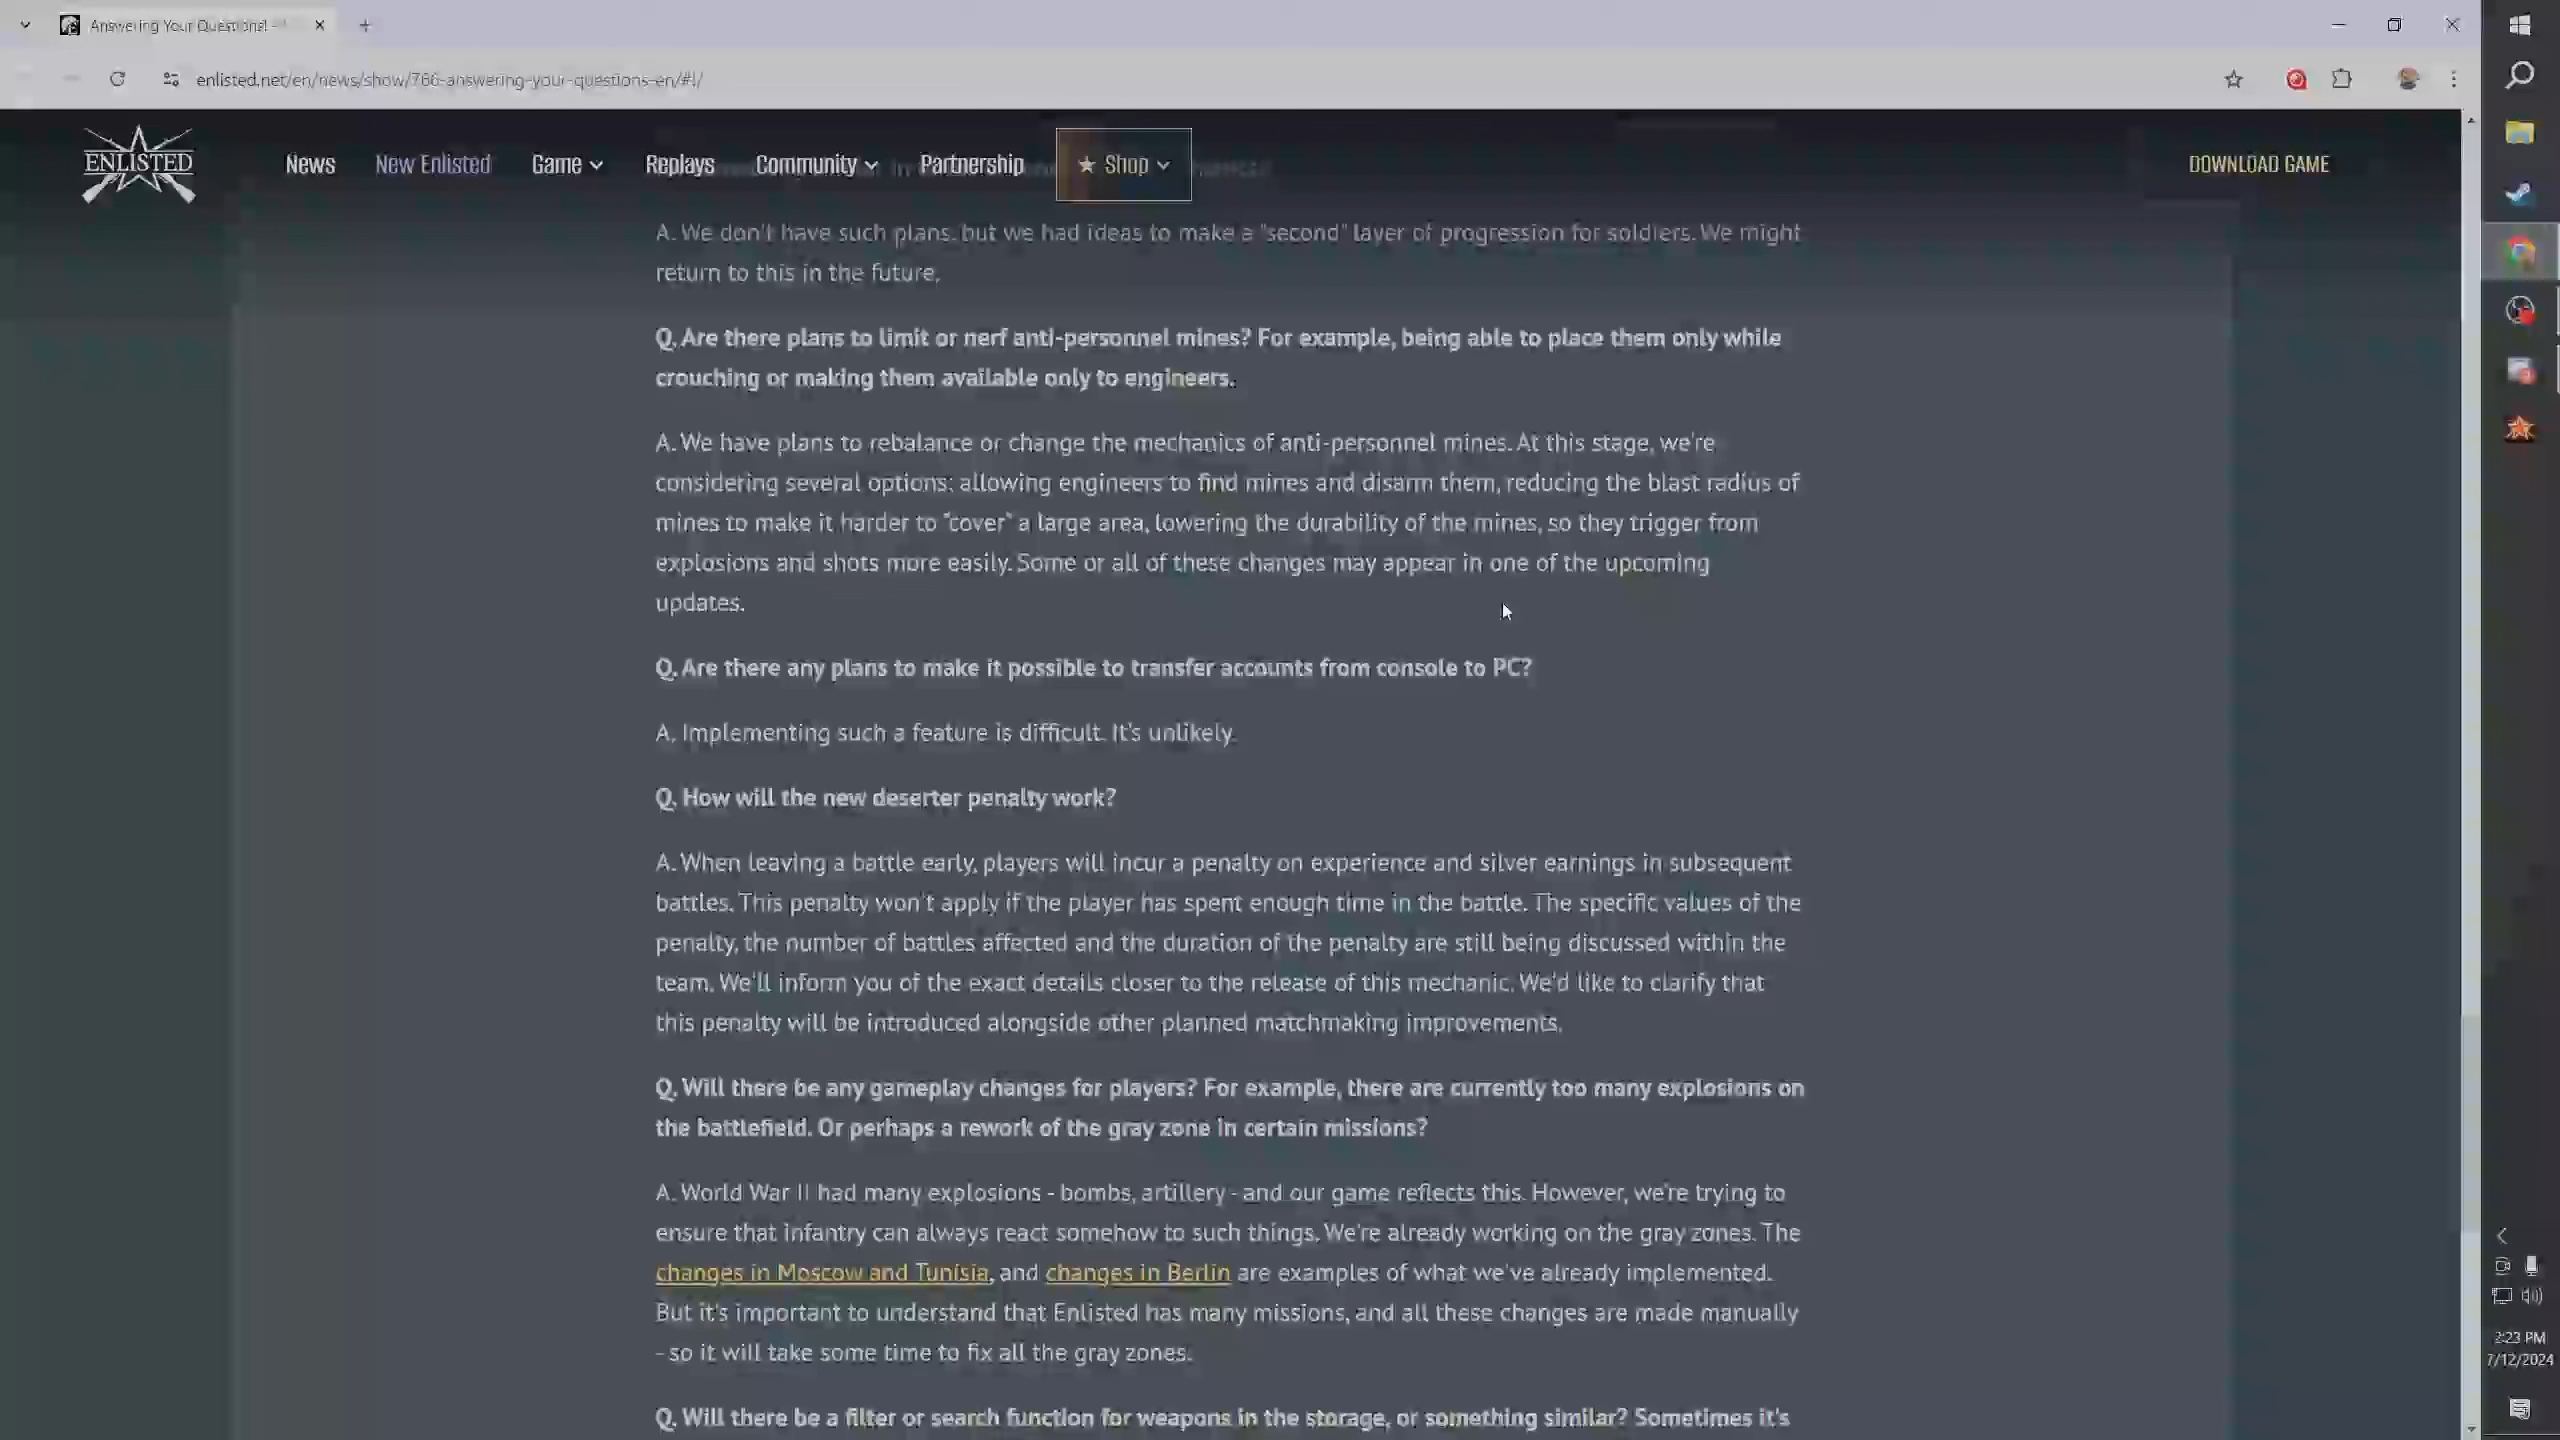 Answering Your Questions! -
enlisted.net/en/news/show/766-answering-your-questions-en/#!/
ENLISTED
News
New Enlisted
Game
Replays
Community
Partnership
★ Shop
DOWNLOAD GAME
A. We don't have such plans, but we had ideas to make a "second" layer of progression for soldiers. We might
return to this in the future.
Q. Are there plans to limit or nerf anti-personnel mines? For example, being able to place them only while
crouching or making them available only to engineers.
A. We have plans to rebalance or change the mechanics of anti-personnel mines. At this stage, we're
considering several options: allowing engineers to find mines and disarm them, reducing the blast radius of
mines to make it harder to "cover" a large area, lowering the durability of the mines, so they trigger from
explosions and shots more easily. Some or all of these changes may appear in one of the upcoming
updates.
Q. Are there any plans to make it possible to transfer accounts from console to PC?
A. Implementing such a feature is difficult. It's unlikely.
Q. How will the new deserter penalty work?
A. When leaving a battle early, players will incur a penalty on experience and silver earnings in subsequent
battles. This penalty won't apply if the player has spent enough time in the battle. The specific values of the
penalty, the number of battles affected and the duration of the penalty are still being discussed within the
team. We'll inform you of the exact details closer to the release of this mechanic. We'd like to clarify that
this penalty will be introduced alongside other planned matchmaking improvements.
Q. Will there be any gameplay changes for players? For example, there are currently too many explosions on
the battlefield. Or perhaps a rework of the gray zone in certain missions?
A. World War II had many explosions - bombs, artillery - and our game reflects this. However, we're trying to
ensure that infantry can always react somehow to such things. We're already working on the gray zones. The
changes in Moscow and Tunisia, and changes in Berlin are examples of what we've already implemented.
But it's important to understand that Enlisted has many missions, and all these changes are made manually
- so it will take some time to fix all the gray zones.
Q. Will there be a filter or search function for weapons in the storage, or something similar? Sometimes it's
2:23 PM
7/12/2024